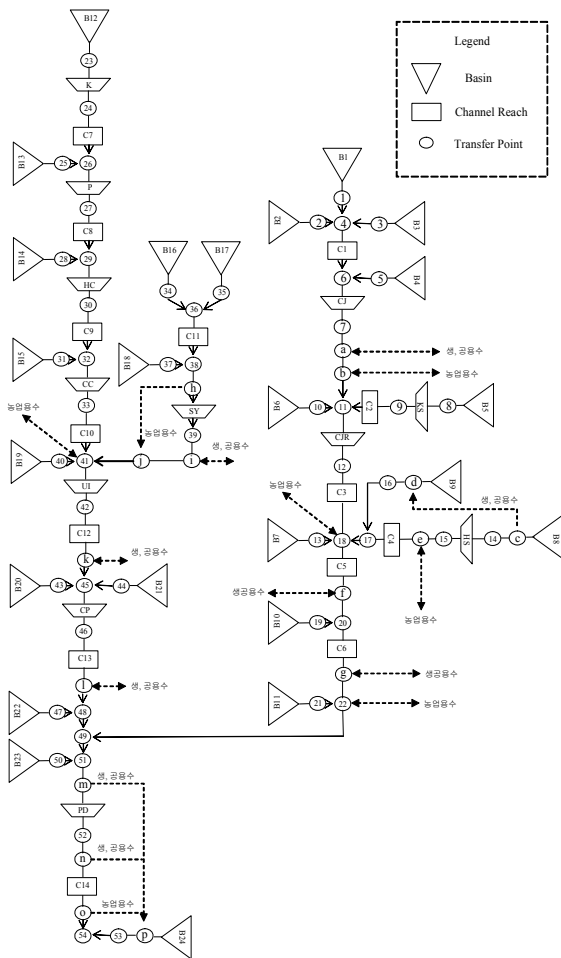 B12
23
K
24
C7
B13
25
26
P
27
C8
B14
28
29
HC
30
C9
B15
31
32
CC
33
농업용수
C10
B19
40
41
UI
42
C12
k
생, 공용수
B20
43
45
44
B21
CP
46
C13
l
생, 공용수
B22
47
48
49
B23
50
51
m
생, 공용수
PD
52
n
생, 공용수
C14
o
농업용수
54
53
p
B24
B16
B17
34
35
36
C11
B18
37
38
h
SY
농업용수
39
j
i
생, 공용수
Legend
Basin
Channel Reach
Transfer Point
B1
1
B2
2
4
3
B3
C1
6
5
B4
CJ
7
a
생, 공용수
b
농업용수
B6
10
11
C2
9
KS
8
B5
CJR
12
C3
농업용수
16
d
B9
생, 공용수
B7
13
18
17
C4
e
15
HS
14
c
B8
농업용수
C5
생공용수
f
B10
19
20
C6
g
생공용수
B11
21
22
농업용수